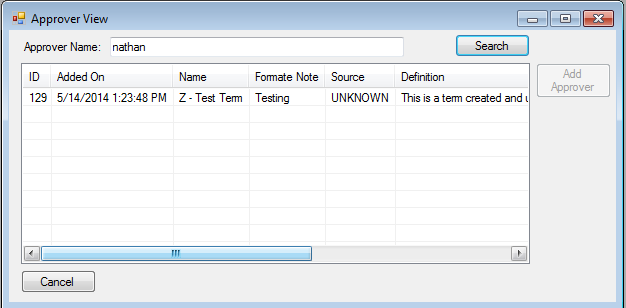 Approver View
Approver Name: nathan Search
ID Added On Name Formate Note Source Definition
129 5/14/2014 1:23:48 PM Z - Test Term Testing UNKNOWN This is a term created and u
Add
Approver
Cancel